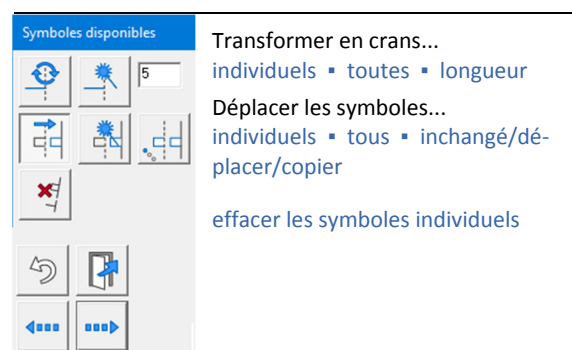 Symboles disponibles
5
Transformer en crans...
individuels ▪ toutes ▪ longueur
Déplacer les symboles...
individuels ▪ tous ▪ inchangé/dé-
placer/copier
effacer les symboles individuels